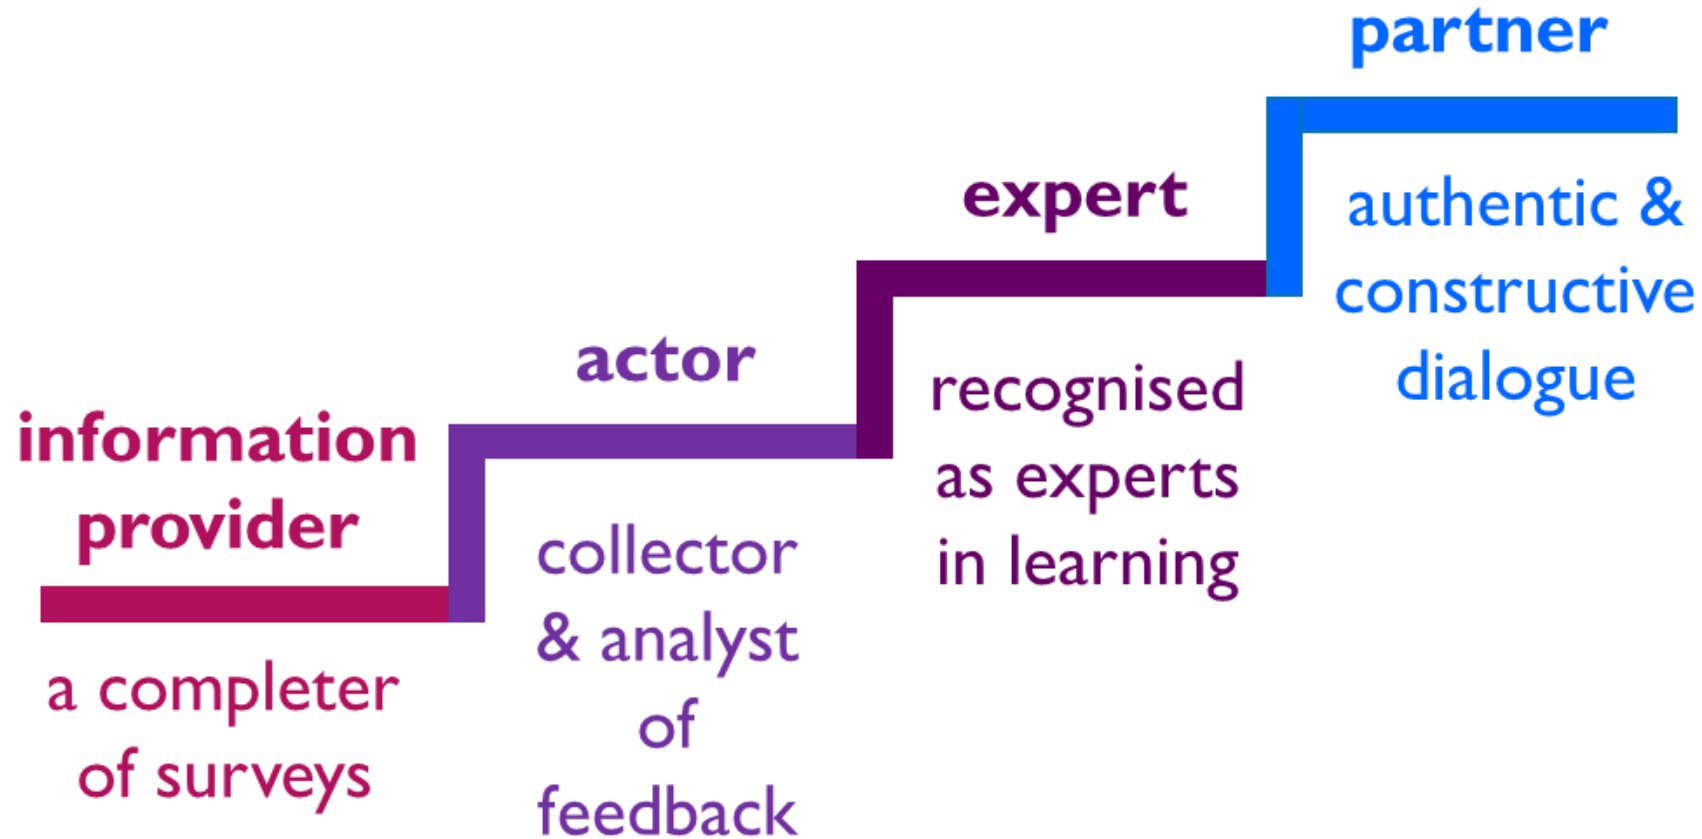 information
provider
a completer
of surveys
actor
collector
& analyst
of
feedback
expert
recognised
as experts
in learning
partner
authentic &
constructive
dialogue